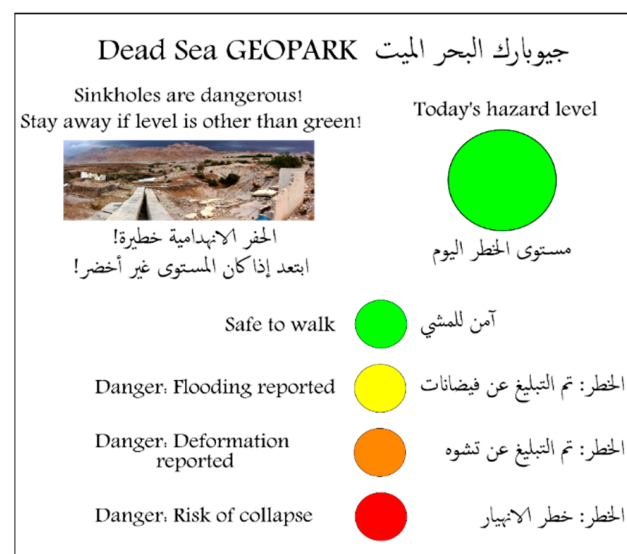 Dead Sea GEOPARK جيوبارك البحر الميت
Sinkholes are dangerous!
Stay away if level is other than green!
الحفر الانهدامية خطيرة!
ابتعد إذا كان المستوى غير أخضر!
Today's hazard level
مستوى الخطر اليوم
Safe to walk آمن للمشي
Danger: Flooding reported الخطر: تم التبليغ عن فيضانات
Danger: Deformation
reported
الخطر: تم التبليغ عن تشوه
Danger: Risk of collapse الخطر: خطر الانهيار